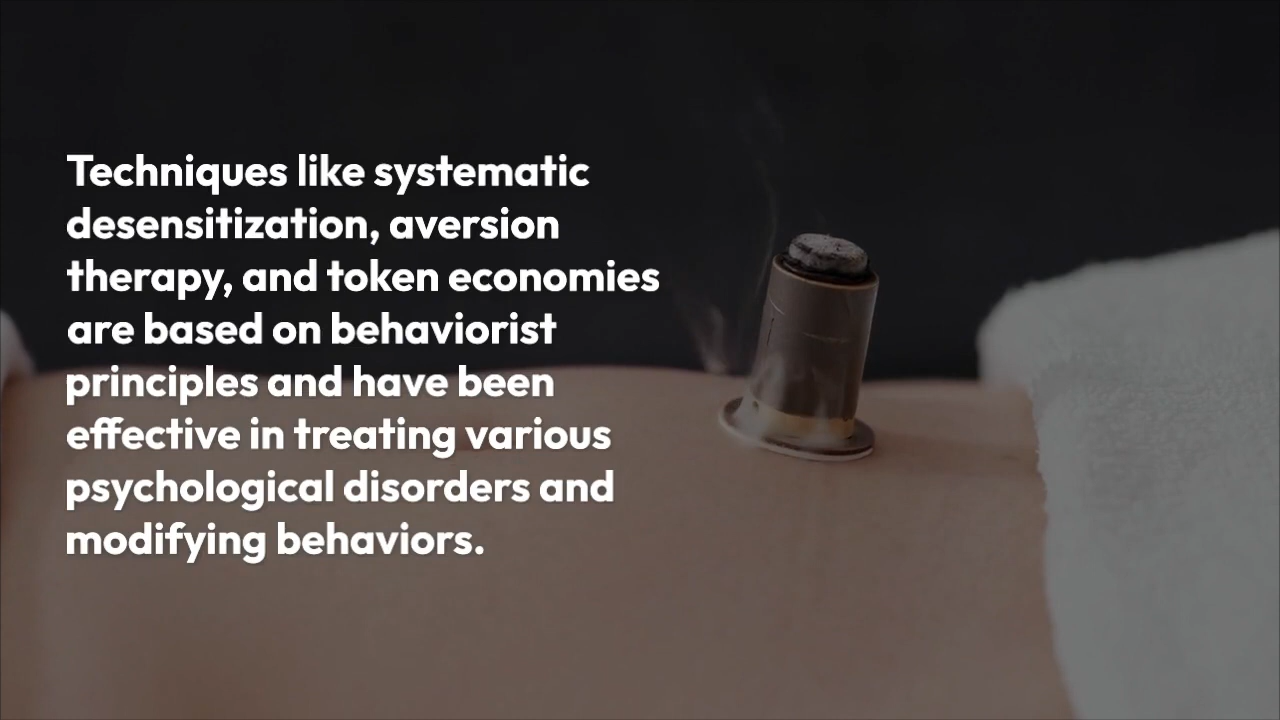 Techniques like systematic
desensitization, aversion
therapy, and token economies
are based on behaviorist
principles and have been
effective in treating various
psychological disorders and
modifying behaviors.